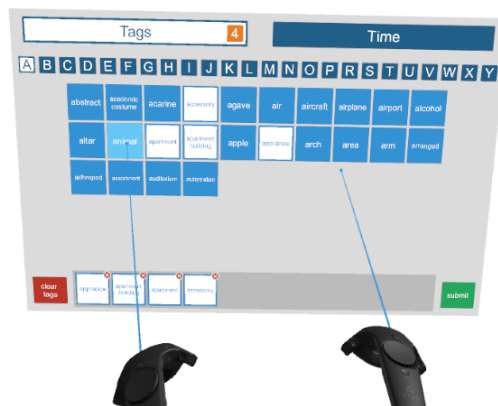 Tags 4
Time
A B C D E F G H I J K L M N O P R S T U V W X Y
abstract
academic
costume
acarine
accessory
agave
air
aircraft
airplane
airport
alcohol
altar
animal
apartment
apartment
building
apple
appliance
arch
area
arm
arranged
arthropod
assignment
auditorium
automaton
clear
tags
appliance
apartment
building
apartment
accessory
submit